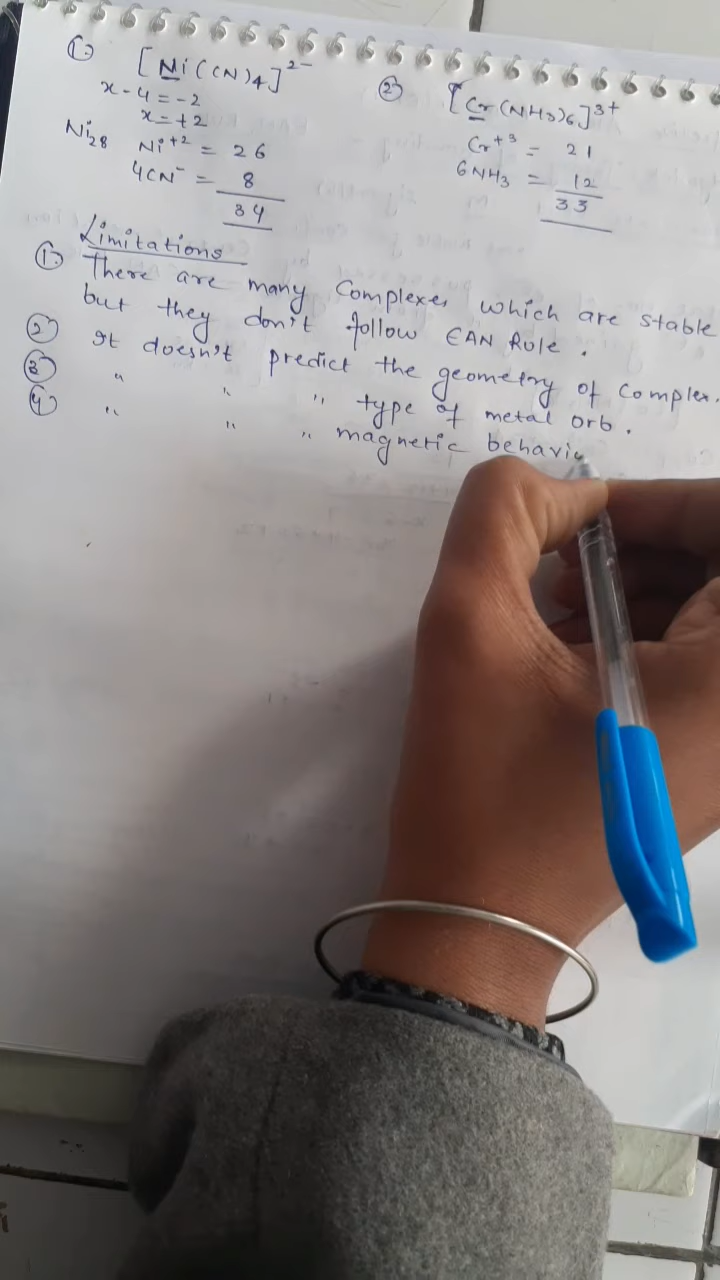 ① [Ni(CN)4]²⁻
x-4=-2
x=+2
Ni28 Ni⁺² = 26
4CN⁻ = 8
34
② [Cr(NH3)6]³⁺
Cr⁺³ = 21
6NH3 = 12
33
Limitations
① There are many Complexes which are stable
but they don't follow EAN Rule.
② It doesn't predict the geometry of Complex.
③ " " " type of metal orb.
④ " " " magnetic behavi